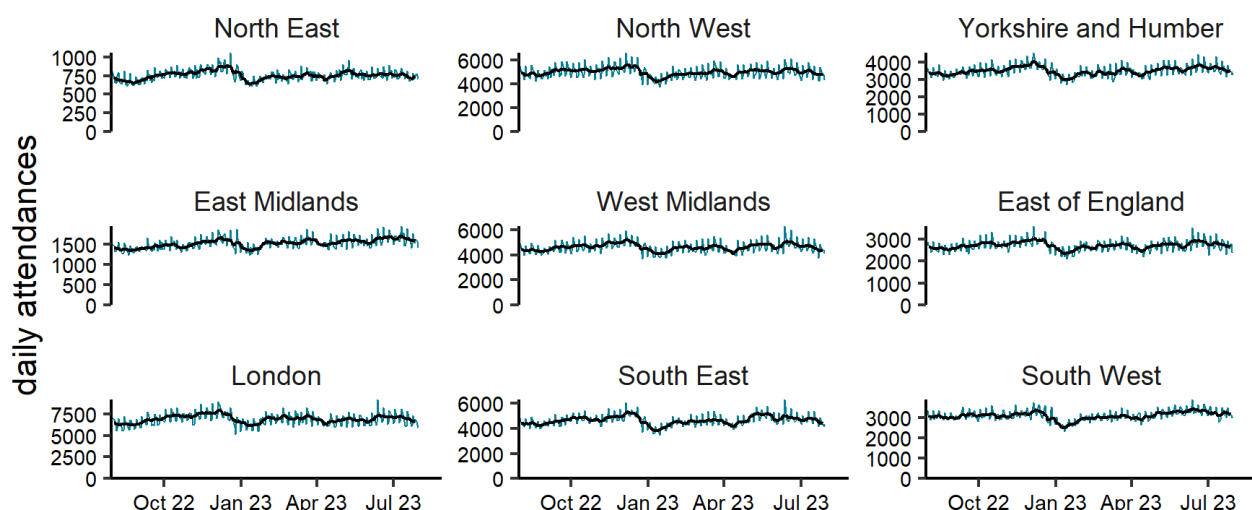 North East North West Yorkshire and Humber
1000 6000 4000
750 4000 3000
500 2000 2000
250 0 1000
0 0
East Midlands West Midlands East of England
1500 6000 3000
1000 4000 2000
500 2000 1000
0 0 0
daily attendances
London South East South West
7500 6000 3000
5000 4000 2000
2500 2000 1000
0 0 0
Oct 22 Jan 23 Apr 23 Jul 23 Oct 22 Jan 23 Apr 23 Jul 23 Oct 22 Jan 23 Apr 23 Jul 23